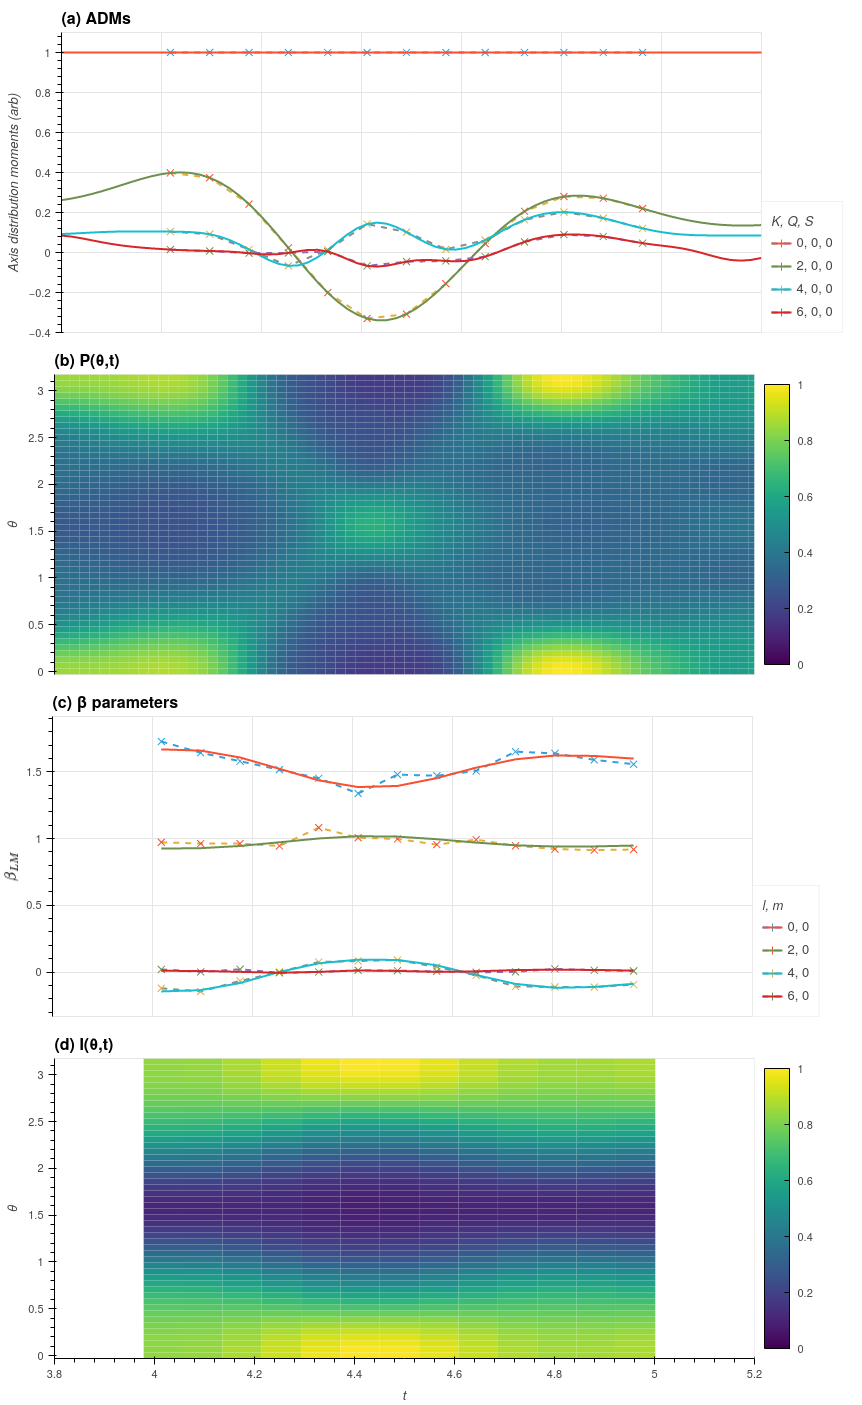 (a) ADMs
Axis distribution moments (arb)
1
0.8
0.6
0.4
0.2
0
−0.2
−0.4
K, Q, S
0, 0, 0
2, 0, 0
4, 0, 0
6, 0, 0
(b) P(θ,t)
θ
3
2.5
2
1.5
1
0.5
0
1
0.8
0.6
0.4
0.2
0
(c) β parameters
β_LM
1.5
1
0.5
0
l, m
0, 0
2, 0
4, 0
6, 0
(d) I(θ,t)
θ
3
2.5
2
1.5
1
0.5
0
1
0.8
0.6
0.4
0.2
0
3.8 4 4.2 4.4 4.6 4.8 5 5.2
t